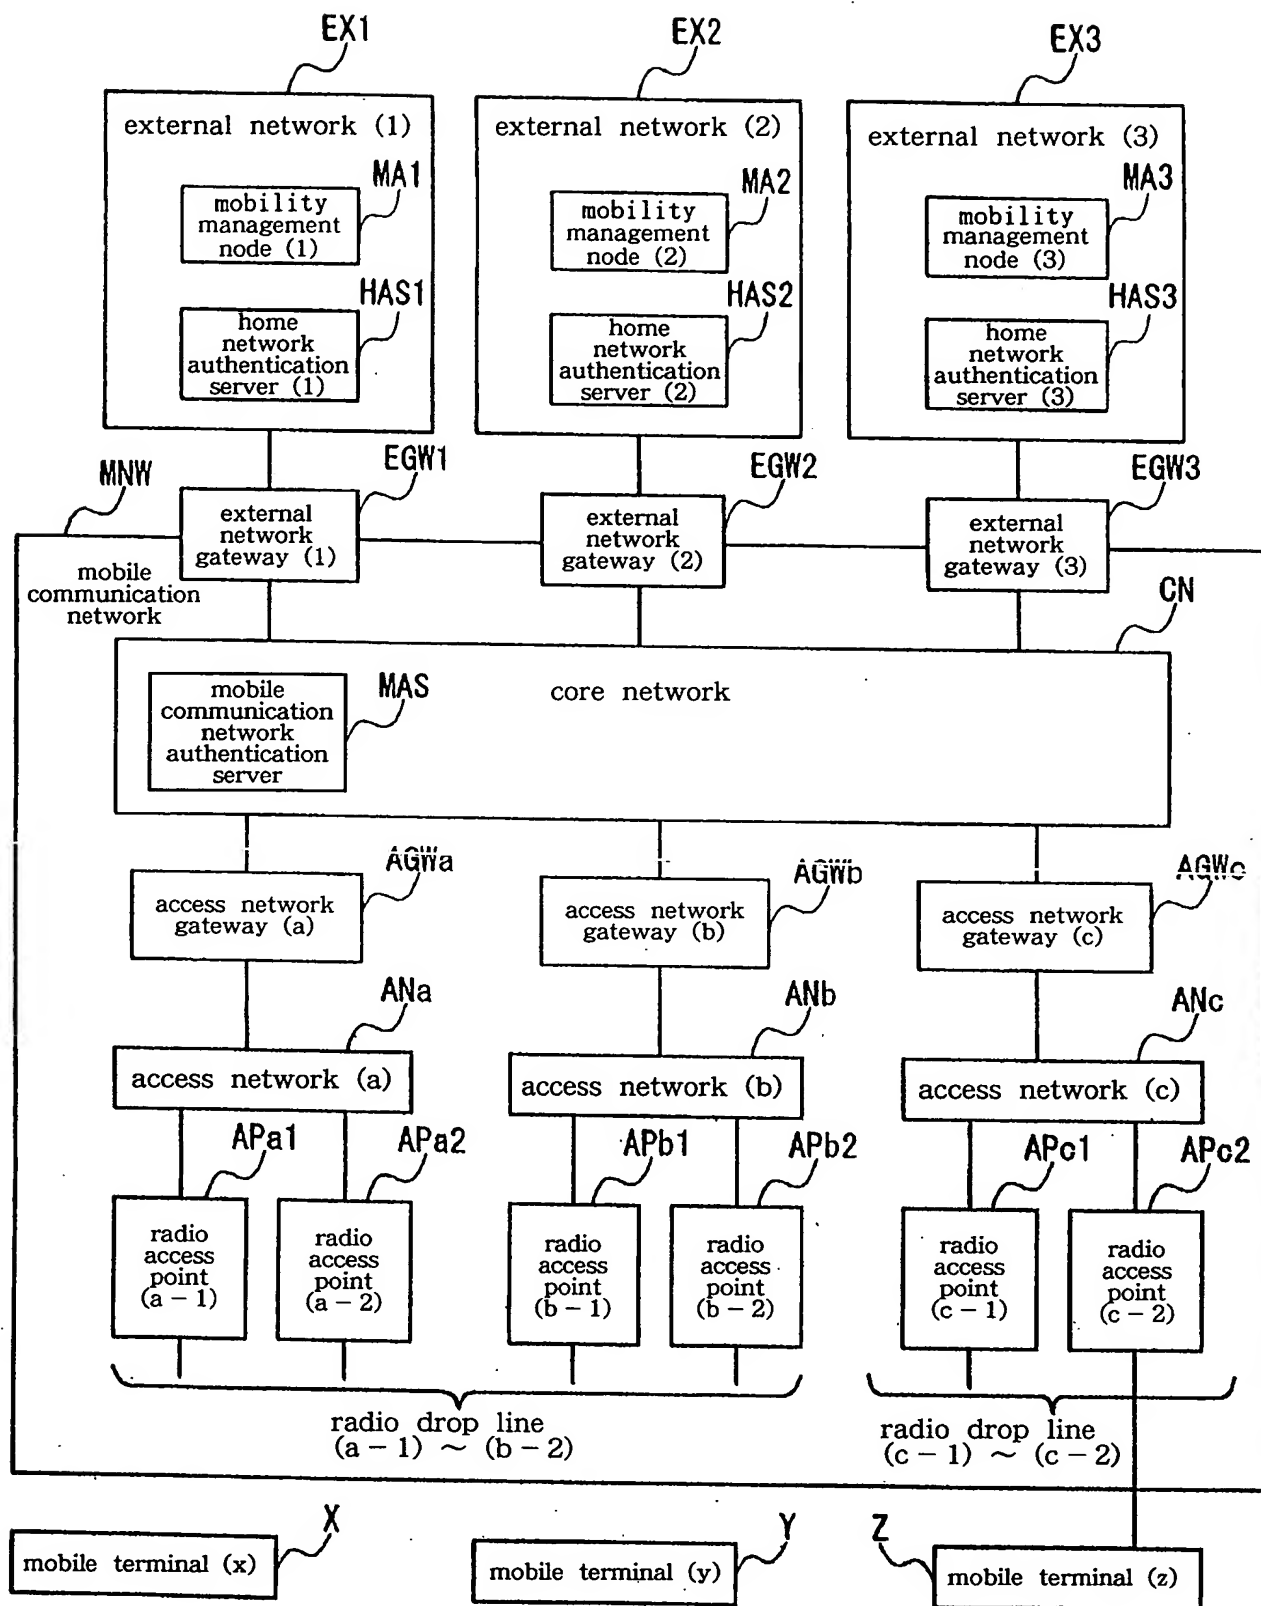 EX1
EX2
EX3
external network (1)
external network (2)
external network (3)
MA1
MA2
MA3
mobility
management
node (1)
mobility
management
node (2)
mobility
management
node (3)
HAS1
HAS2
HAS3
home
network
authentication
server (1)
home
network
authentication
server (2)
home
network
authentication
server (3)
MNW
EGW1
EGW2
EGW3
external
network
gateway (1)
external
network
gateway (2)
external
network
gateway (3)
mobile
communication
network
CN
mobile
communication
network
authentication
server
MAS
core network
AGWa
AGWb
AGWc
access network
gateway (a)
access network
gateway (b)
access network
gateway (c)
ANa
ANb
ANc
access network (a)
access network (b)
access network (c)
APa1
APa2
APb1
APb2
APc1
APc2
radio
access
point
(a-1)
radio
access
point
(a-2)
radio
access
point
(b-1)
radio
access
point
(b-2)
radio
access
point
(c-1)
radio
access
point
(c-2)
radio drop line
(a-1) ~ (b-2)
radio drop line
(c-1) ~ (c-2)
X
Y
Z
mobile terminal (x)
mobile terminal (y)
mobile terminal (z)